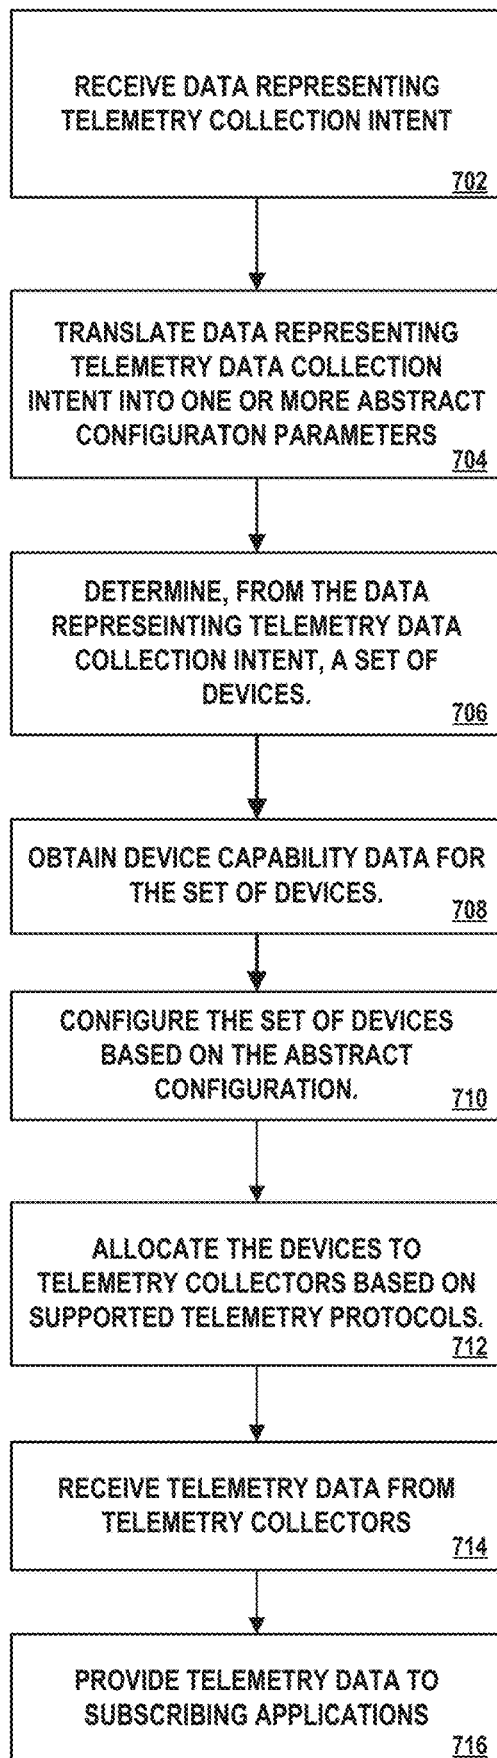 RECEIVE DATA REPRESENTING
TELEMETRY COLLECTION INTENT
702
TRANSLATE DATA REPRESENTING
TELEMETRY DATA COLLECTION
INTENT INTO ONE OR MORE ABSTRACT
CONFIGURATON PARAMETERS
704
DETERMINE, FROM THE DATA
REPRESEINTING TELEMETRY DATA
COLLECTION INTENT, A SET OF
DEVICES.
706
OBTAIN DEVICE CAPABILITY DATA FOR
THE SET OF DEVICES.
708
CONFIGURE THE SET OF DEVICES
BASED ON THE ABSTRACT
CONFIGURATION.
710
ALLOCATE THE DEVICES TO
TELEMETRY COLLECTORS BASED ON
SUPPORTED TELEMETRY PROTOCOLS.
712
RECEIVE TELEMETRY DATA FROM
TELEMETRY COLLECTORS
714
PROVIDE TELEMETRY DATA TO
SUBSCRIBING APPLICATIONS
716